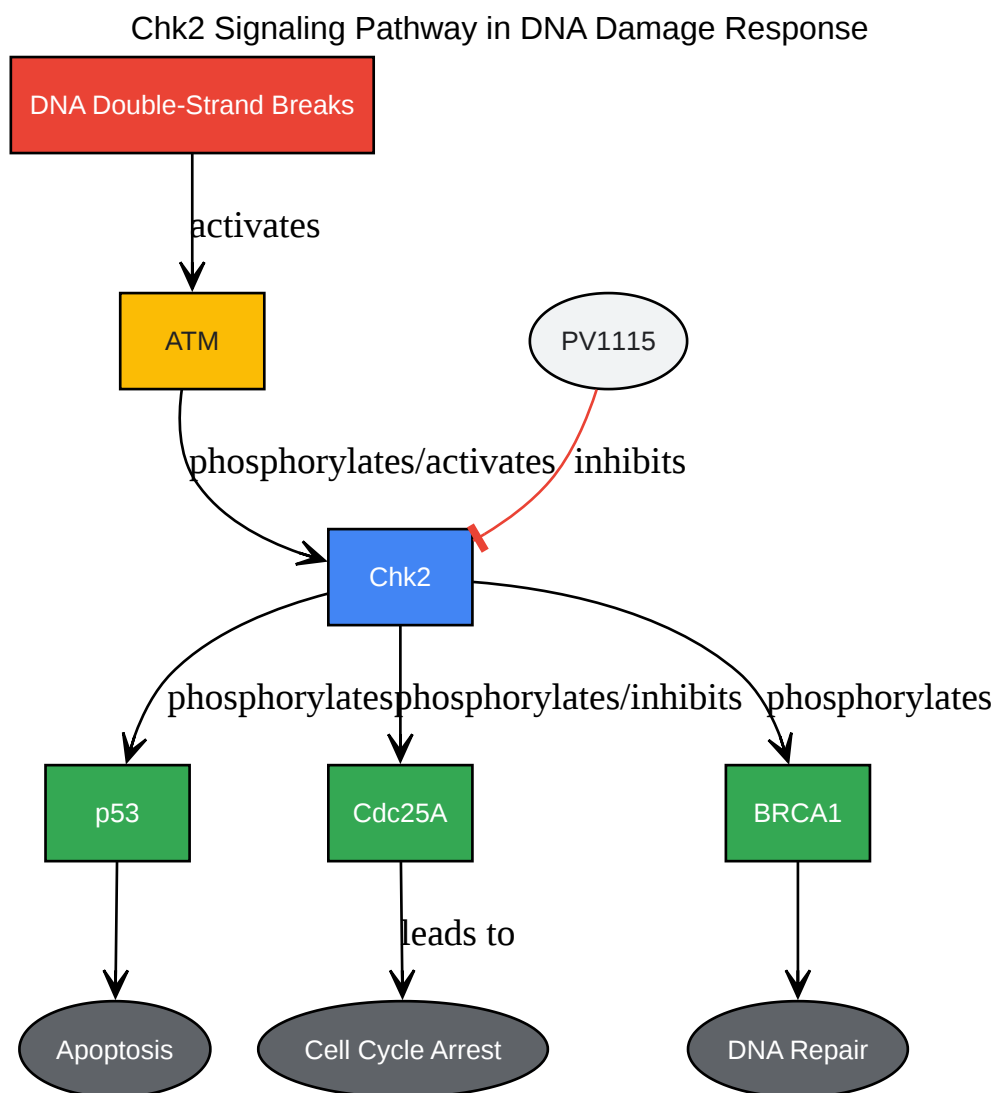 Chk2 Signaling Pathway in DNA Damage Response
DNA Double-Strand Breaks
activates
ATM
PV1115
phosphorylates/activates
inhibits
Chk2
phosphorylates
phosphorylates/inhibits
phosphorylates
p53
Cdc25A
BRCA1
leads to
Apoptosis
Cell Cycle Arrest
DNA Repair